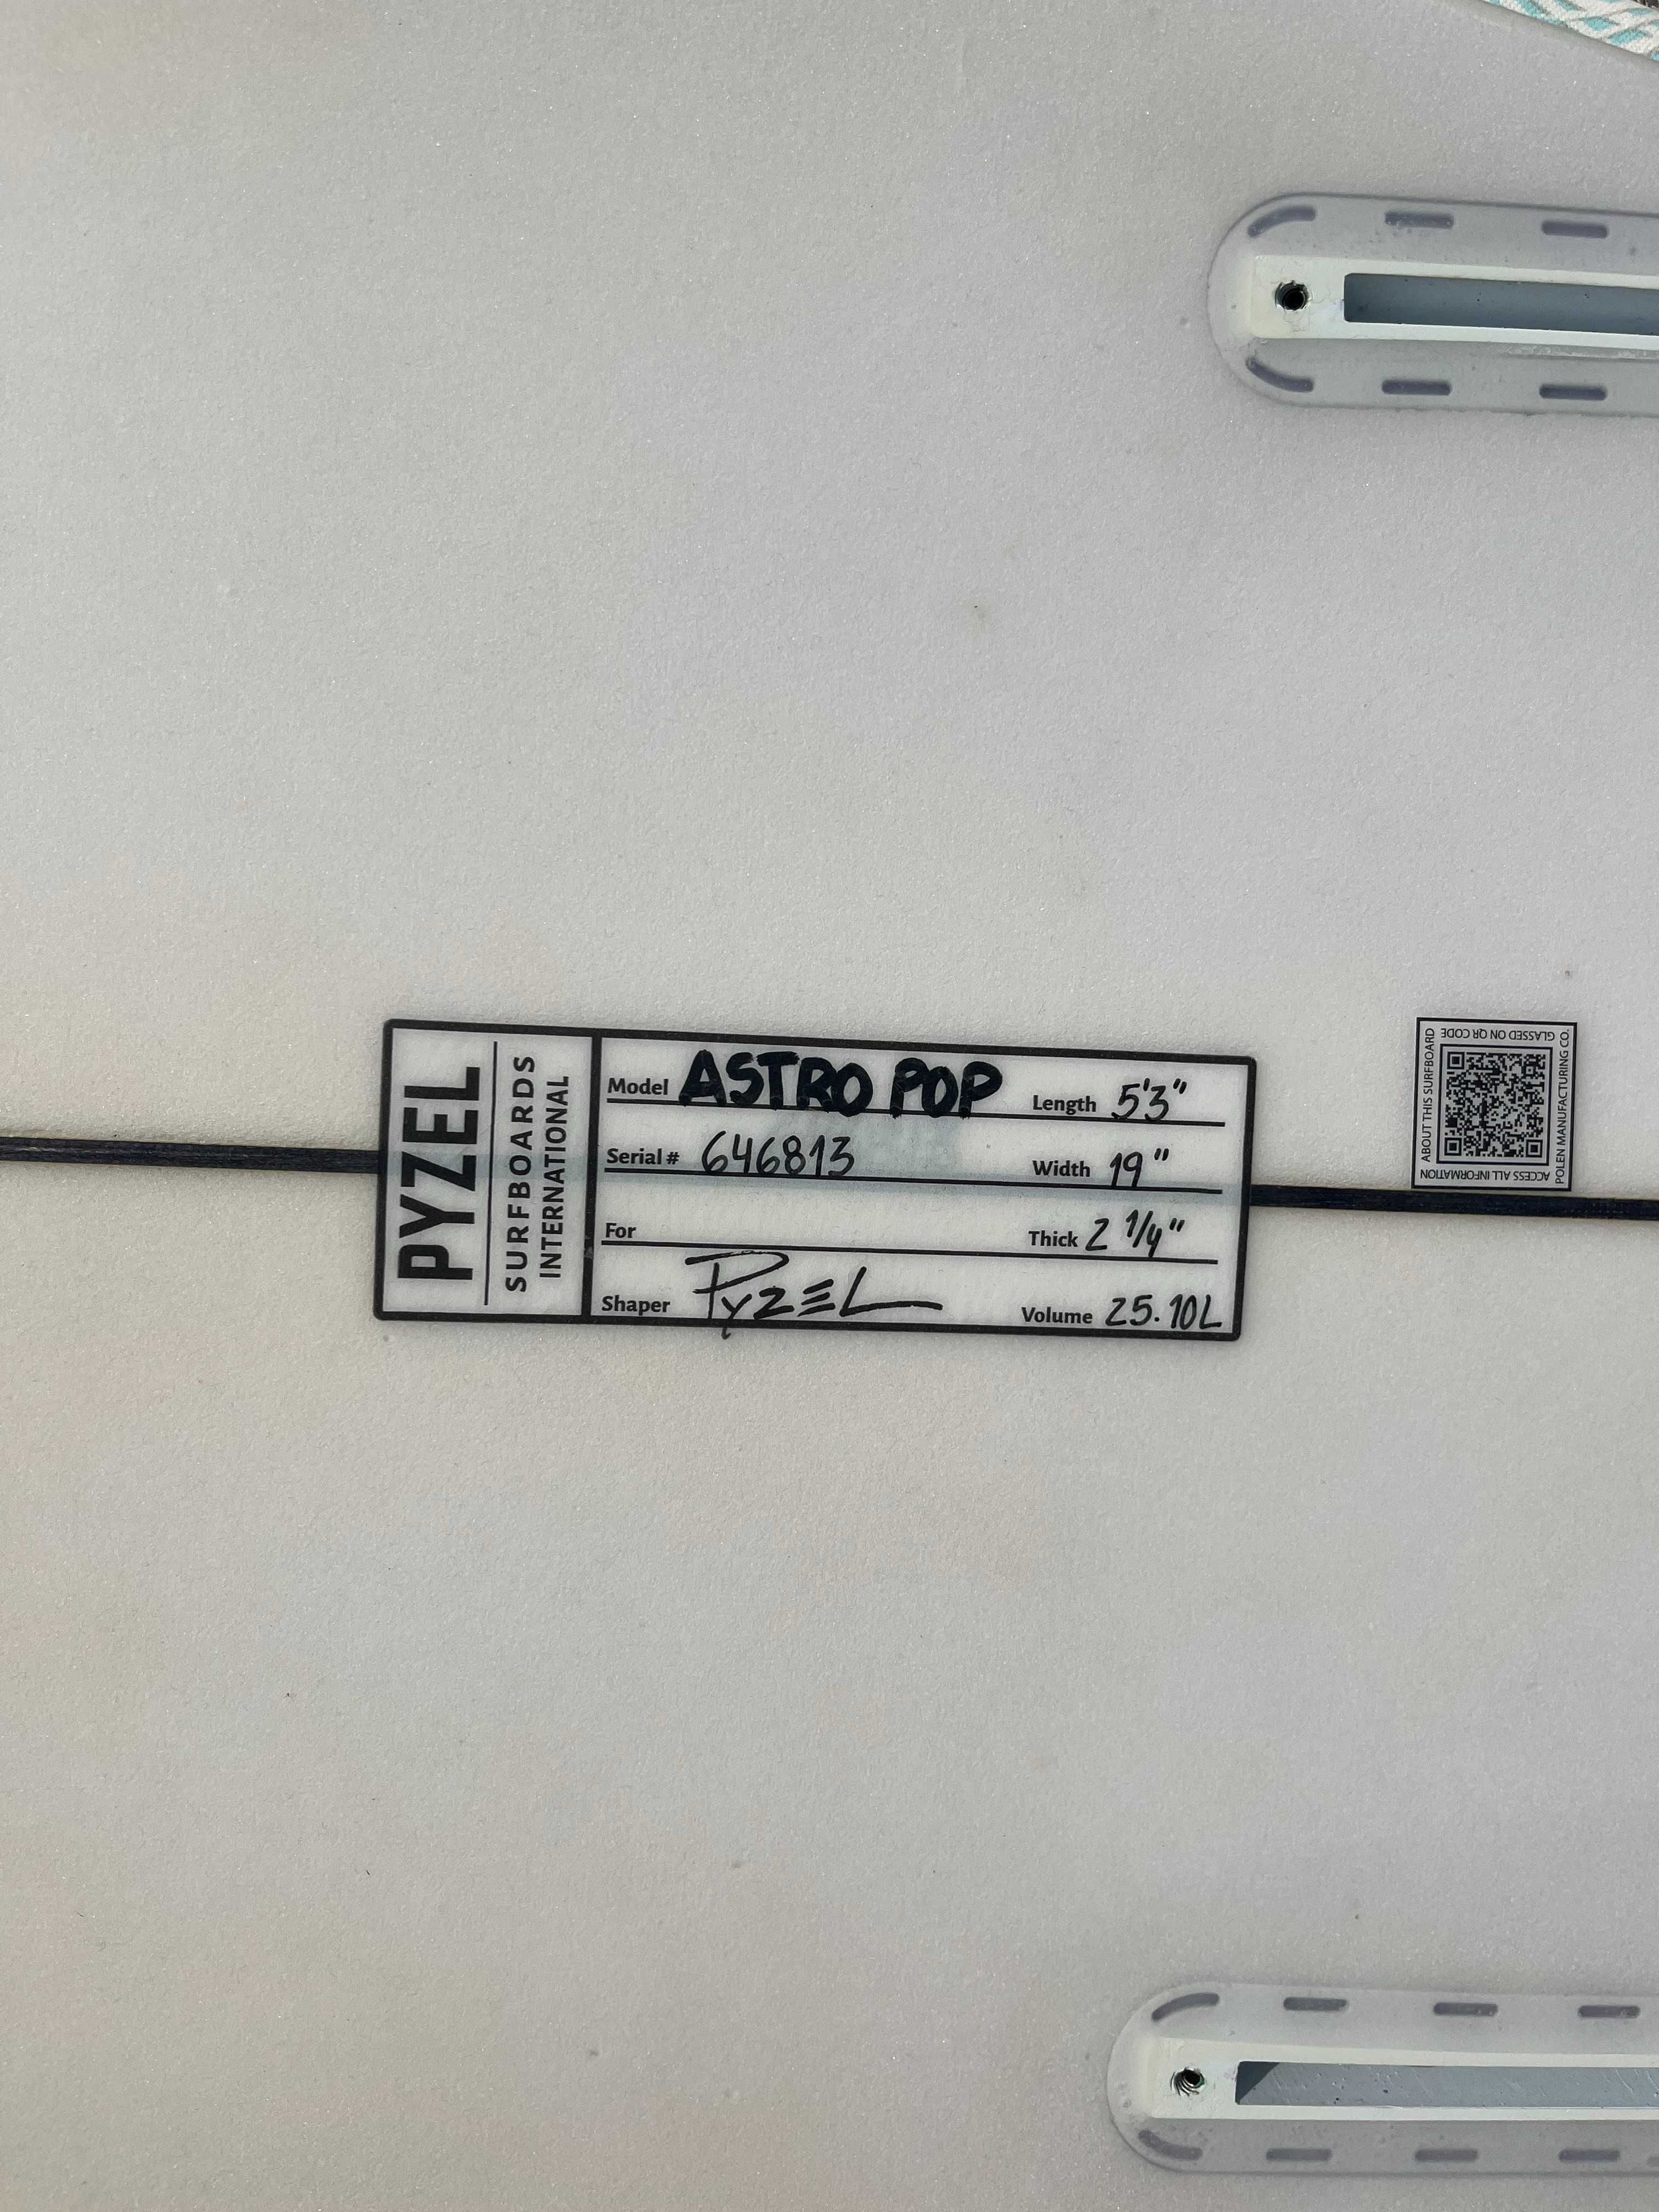 PYZEL
SURFBOARDS
INTERNATIONAL
Model ASTRO POP
Length 5'3"
Serial # 646813
Width 19"
For
Thick 2 1/4"
Shaper PYZEL
Volume 25.10L
ACCESS ALL INFORMATION
ABOUT THIS SURFBOARD
GLASSED ON QR CODE
POLEN MANUFACTURING CO.